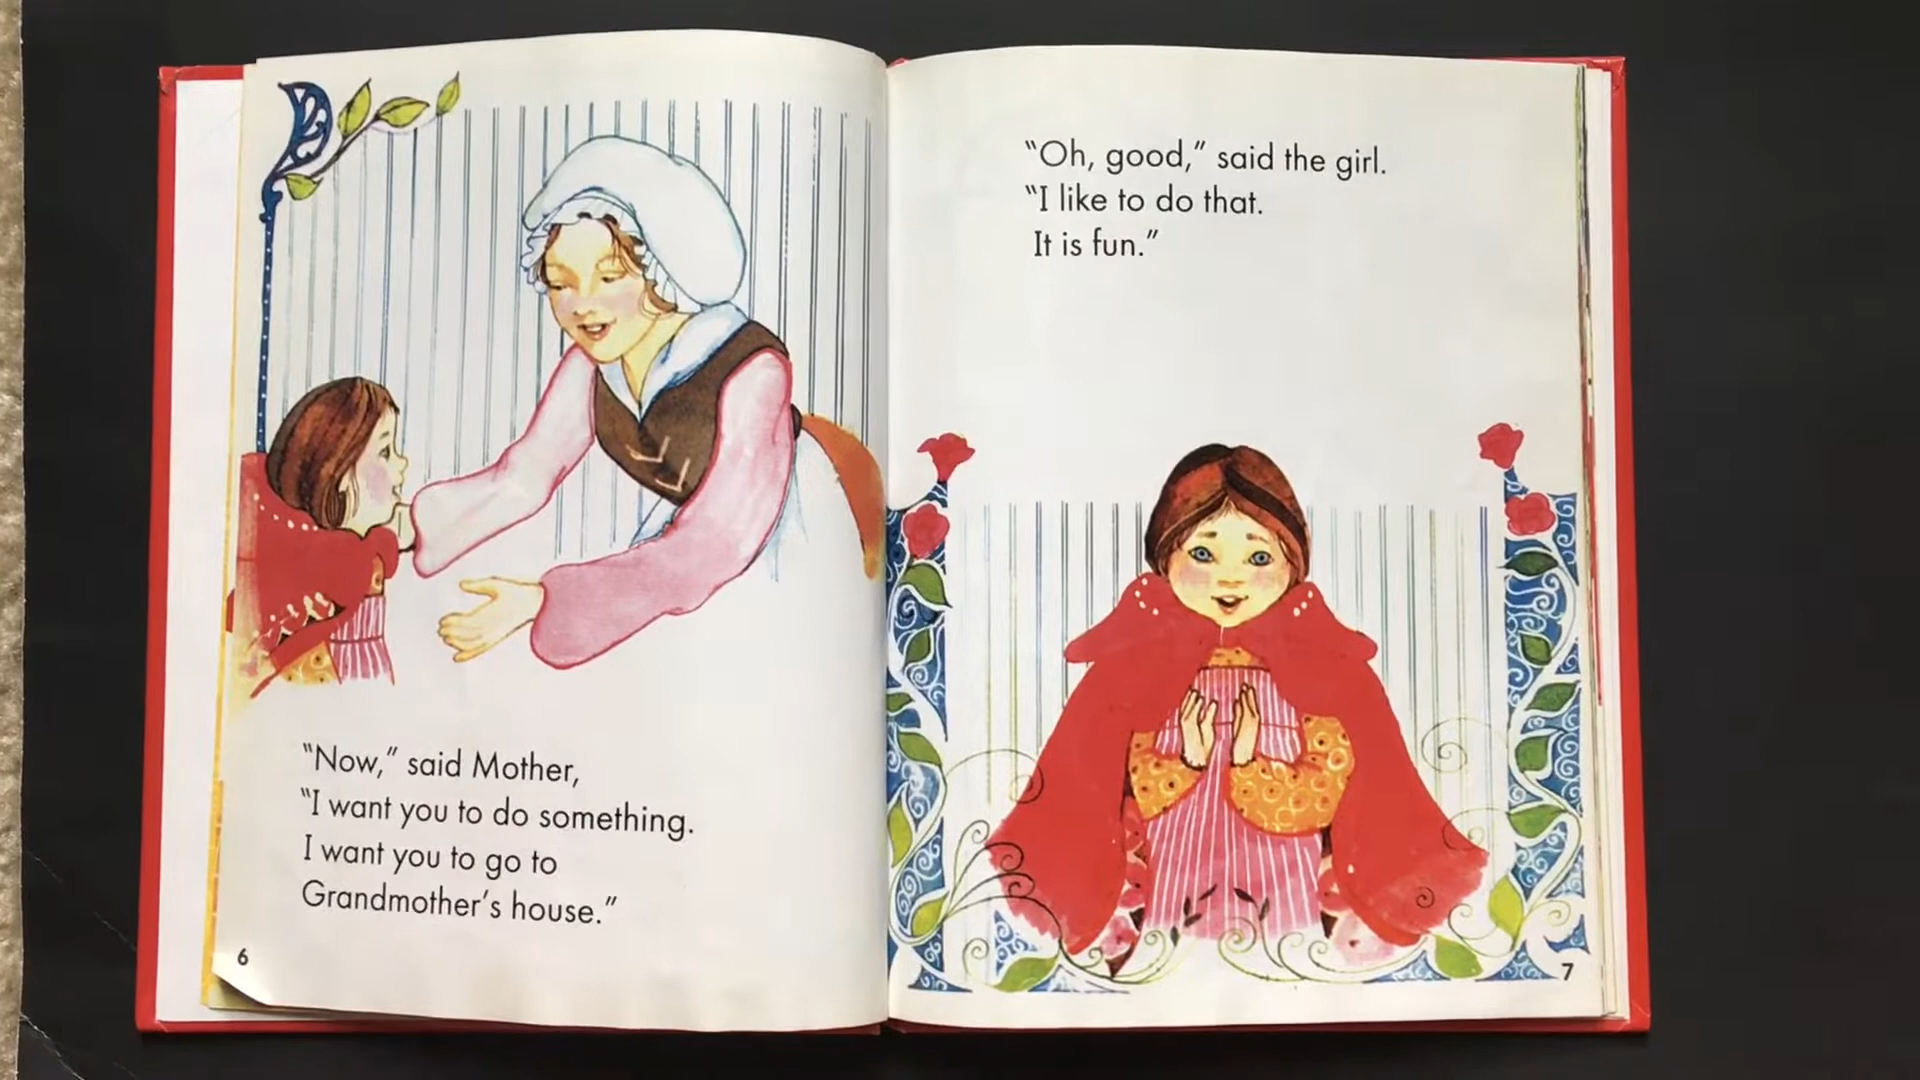 “Now,” said Mother,
“I want you to do something.
I want you to go to
Grandmother’s house.”
6
“Oh, good,” said the girl.
“I like to do that.
It is fun.”
7